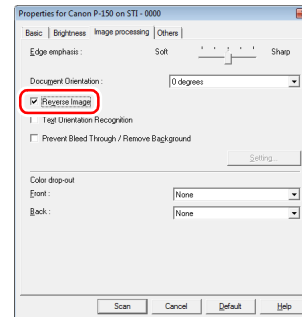 Properties for Canon P-150 on STI - 0000
Basic Brightness Image processing Others
Edge emphasis : Soft Sharp
Document Orientation : 0 degrees
Reverse Image
Text Orientation Recognition
Prevent Bleed Through / Remove Background
Setting...
Color drop-out
Front : None
Back : None
Scan Cancel Default Help